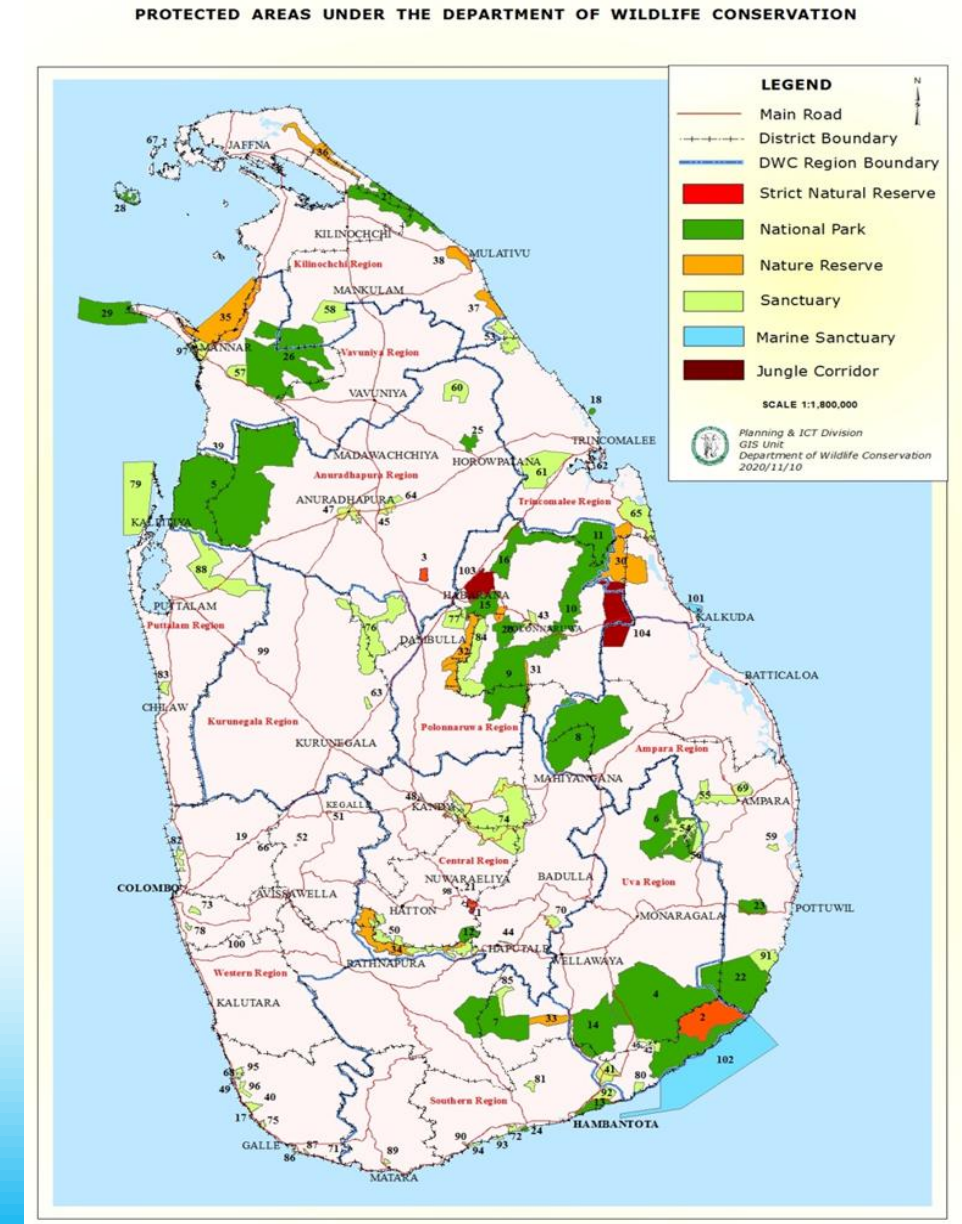 PROTECTED AREAS UNDER THE DEPARTMENT OF WILDLIFE CONSERVATION
LEGEND
N
Main Road
District Boundary
DWC Region Boundary
Strict Natural Reserve
National Park
Nature Reserve
Sanctuary
Marine Sanctuary
Jungle Corridor
SCALE 1:1,800,000
Planning & ICT Division
GIS Unit
Department of Wildlife Conservation
2020/11/10
67
JAFFNA
36
28
27
KILINOCHCHI
38
MULATIVU
Kilinochchi Region
MANKULAM
29
35
58
37
97
MANNAR
26
Vavuniya Region
53
57
VAVUNIYA
60
18
39
25
TRINCOMALEE
MADAWACHCHIYA
HOROWPATANA
62
5
Anuradhapura Region
61
79
ANURADHAPURA
64
Trincomalee Region
47
45
65
KALPITIYA
11
3
16
88
103
30
HABARANA
PUTTALAM
15
10
101
Puttalam Region
76
77
43
KALKUDA
DAMBULLA
84
POLONNARUWA
104
99
32
9
31
BATTICALOA
83
63
CHILAW
Kurunegala Region
Polonnaruwa Region
8
KURUNEGALA
Ampara Region
MAHIYANGANA
48
KANDY
55
69
KEGALLE
AMPARA
51
74
6
82
19
52
59
66
56
Central Region
NUWARAELIYA
BADULLA
Uva Region
COLOMBO
AVISSAWELLA
98
21
73
HATTON
1
70
23
POTTUWIL
MONARAGALA
78
50
12
44
100
34
CHAPUTALE
RATHNAPURA
WELLAWAYA
91
Western Region
85
22
KALUTARA
4
7
33
14
2
102
95
68
41
80
49
96
81
40
92
17
Southern Region
13
75
HAMBANTOTA
GALLE
87
71
90
72
24
86
89
94
93
MATARA